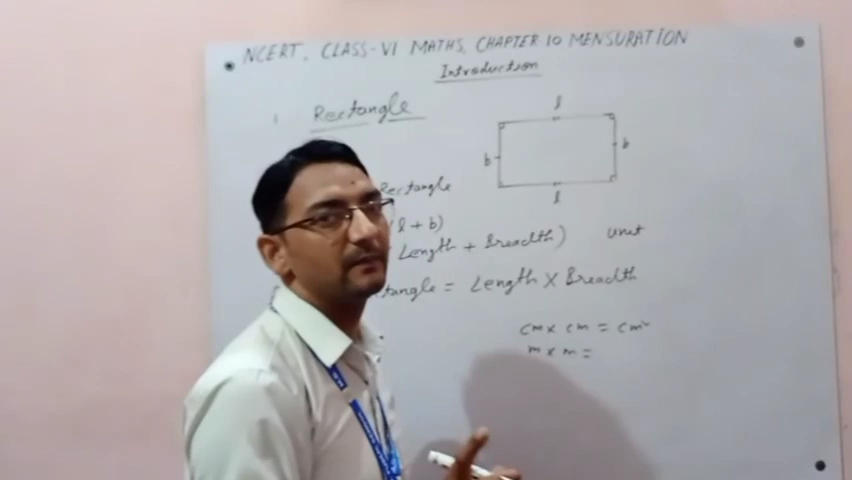 NCERT, CLASS-VI MATHS, CHAPTER 10 MENSURATION
Introduction
Rectangle
l
b b
l
Rectangle
(l + b)
Length + Breadth) unit
tangle = Length × Breadth
cm × cm = cm²
m × m =